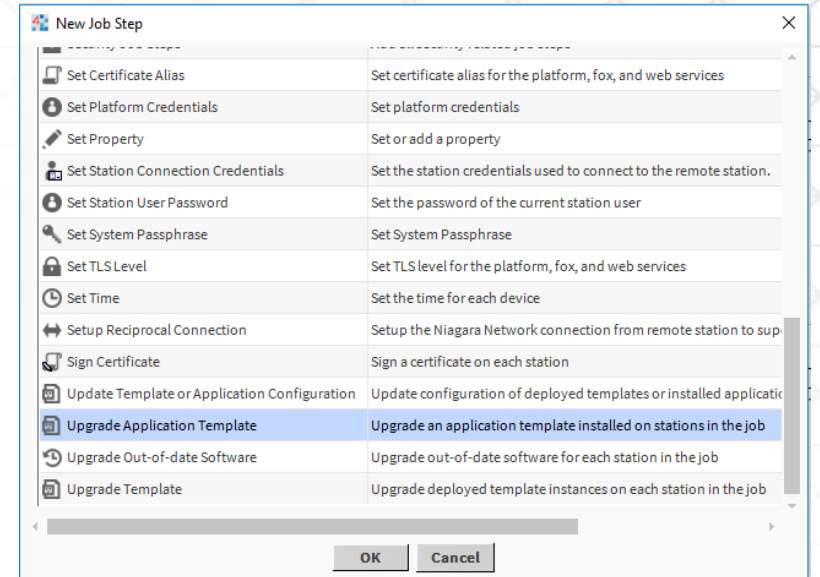 New Job Step
Set Certificate Alias Set certificate alias for the platform, fox, and web services
Set Platform Credentials Set platform credentials
Set Property Set or add a property
Set Station Connection Credentials Set the station credentials used to connect to the remote station.
Set Station User Password Set the password of the current station user
Set System Passphrase Set System Passphrase
Set TLS Level Set TLS level for the platform, fox, and web services
Set Time Set the time for each device
Setup Reciprocal Connection Setup the Niagara Network connection from remote station to sup
Sign Certificate Sign a certificate on each station
Update Template or Application Configuration Update configuration of deployed templates or installed applicatio
Upgrade Application Template Upgrade an application template installed on stations in the job
Upgrade Out-of-date Software Upgrade out-of-date software for each station in the job
Upgrade Template Upgrade deployed template instances on each station in the job
OK Cancel